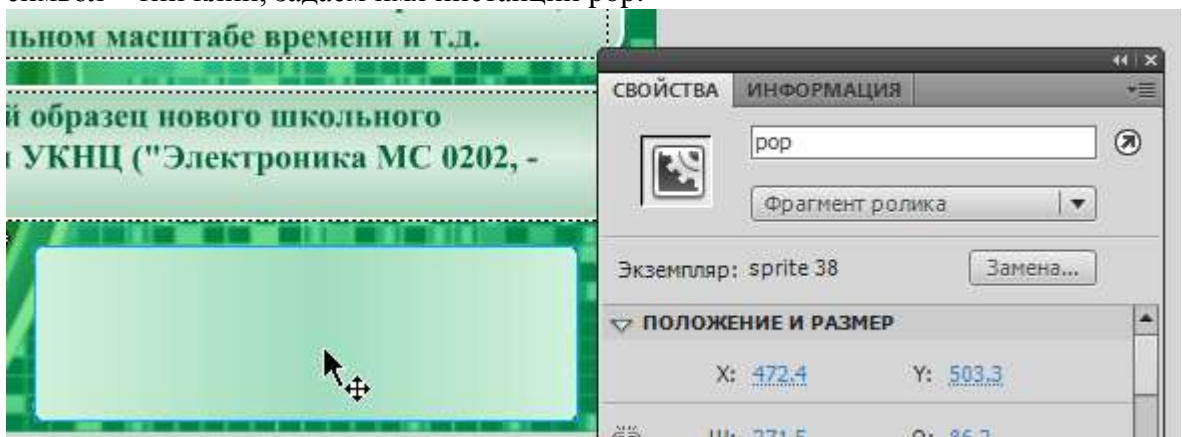 льном масштабе времени и т.д.
й образец нового школьного
УКНЦ ("Электроника МС 0202, -
СВОЙСТВА ИНФОРМАЦИЯ
pop
Фрагмент ролика
Экземпляр: sprite 38 Замена...
ПОЛОЖЕНИЕ И РАЗМЕР
X: 472.4 Y: 503.3